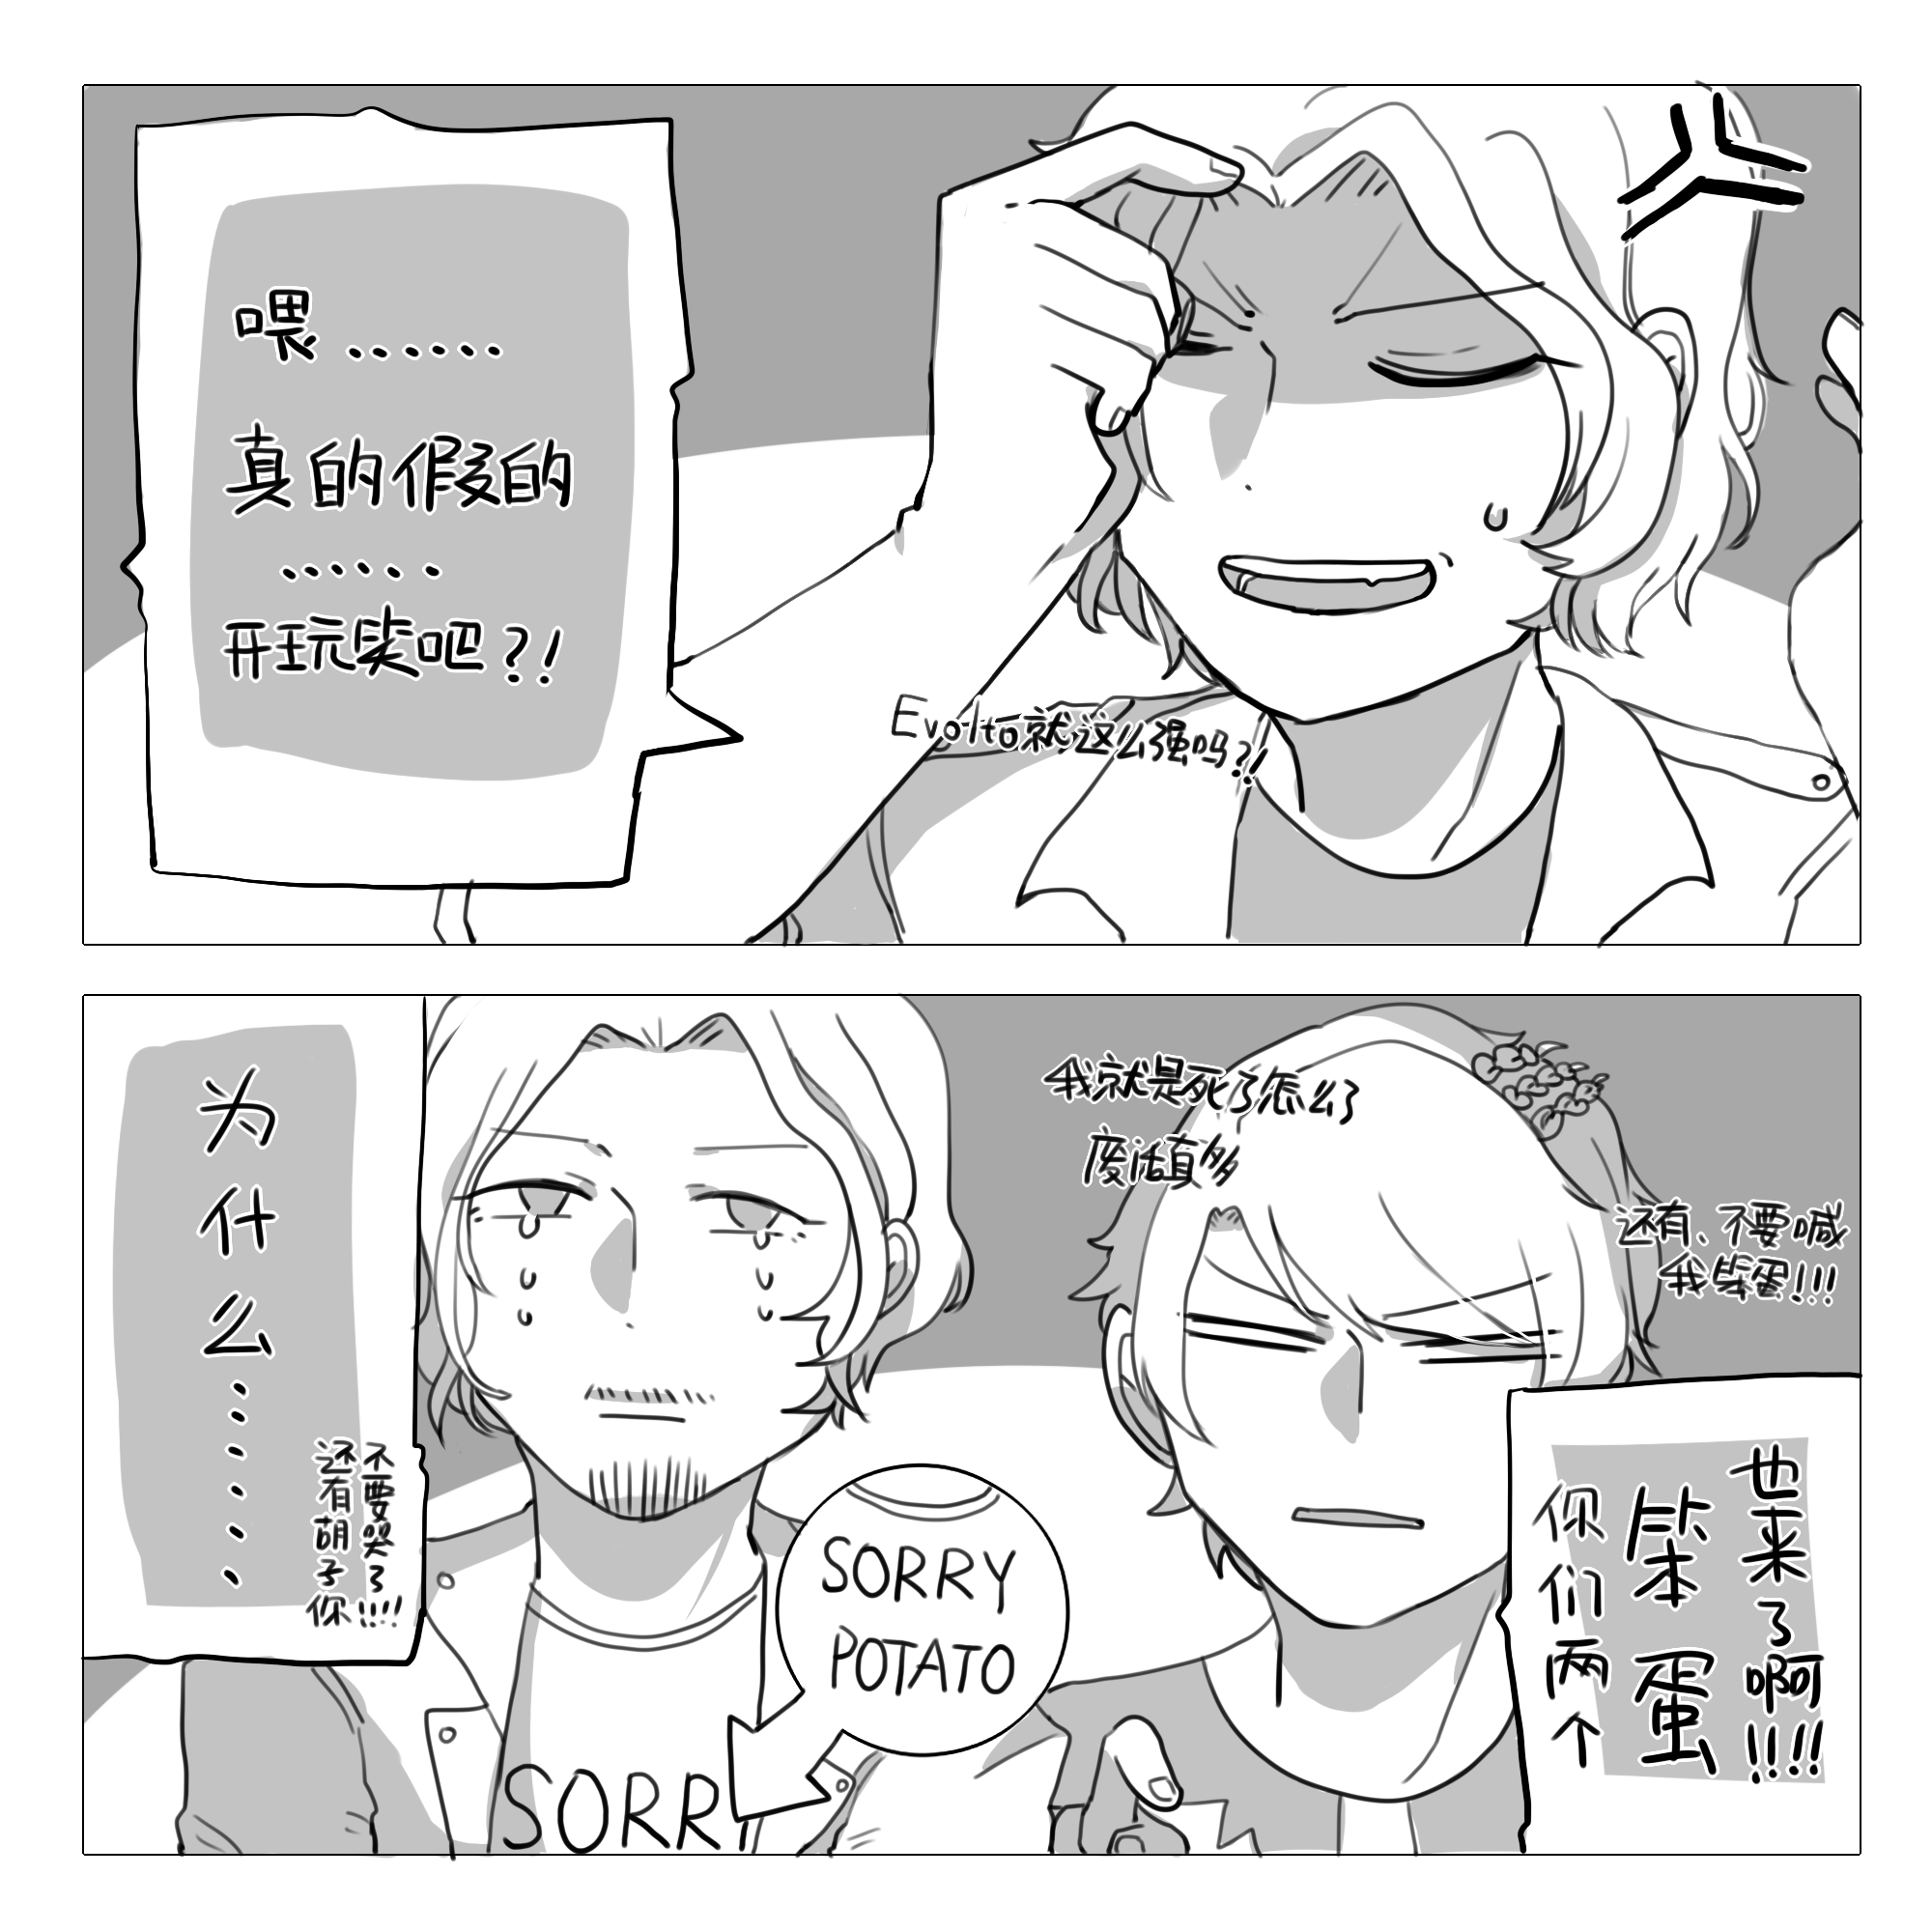 喂……
真的假的
……
开玩笑吧?!
Evolto就这么强吗?!
为什么……
还有胡子你
不要哭了!!!!
我就是死了怎么了
废话真多
还有、不要喊
我笨蛋!!!
SORRY
POTATO
SORR
你们两个
笨蛋
也来了啊!!!!